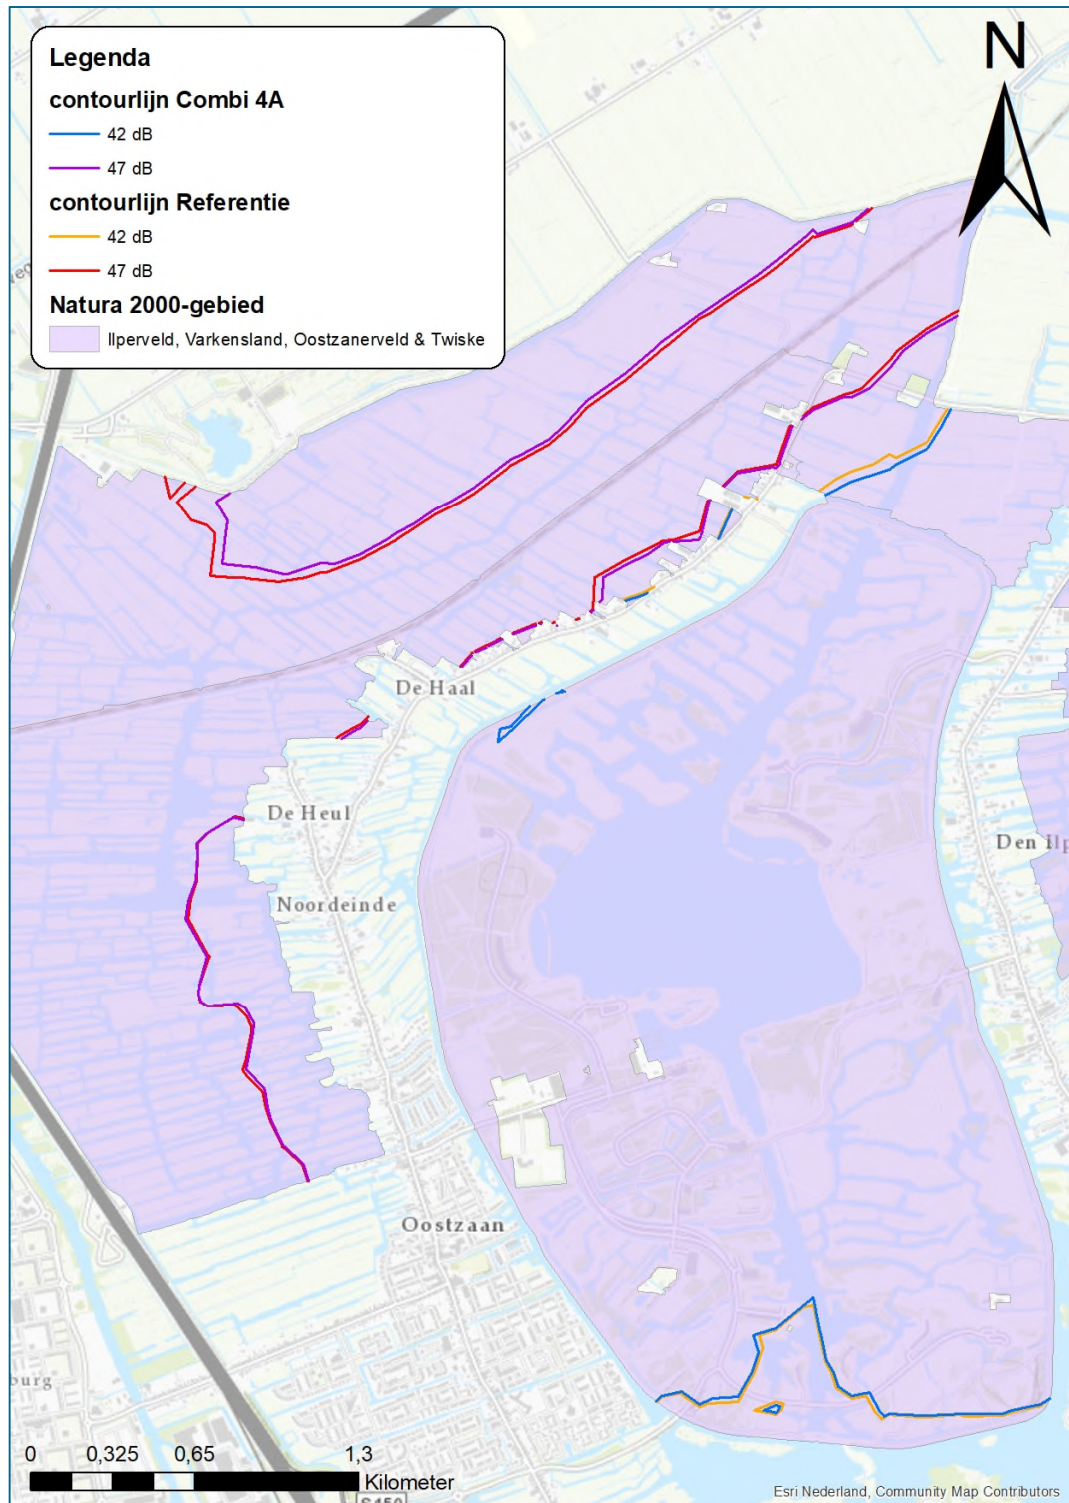 Legenda
contourlijn Combi 4A
42 dB
47 dB
contourlijn Referentie
42 dB
47 dB
Natura 2000-gebied
Ilperveld, Varkensland, Oostzanerveld & Twiske
N
De Haal
De Heul
Den Ilp
Noordeinde
Oostzaan
burg
0 0,325 0,65 1,3
Kilometer
S150
Esri Nederland, Community Map Contributors